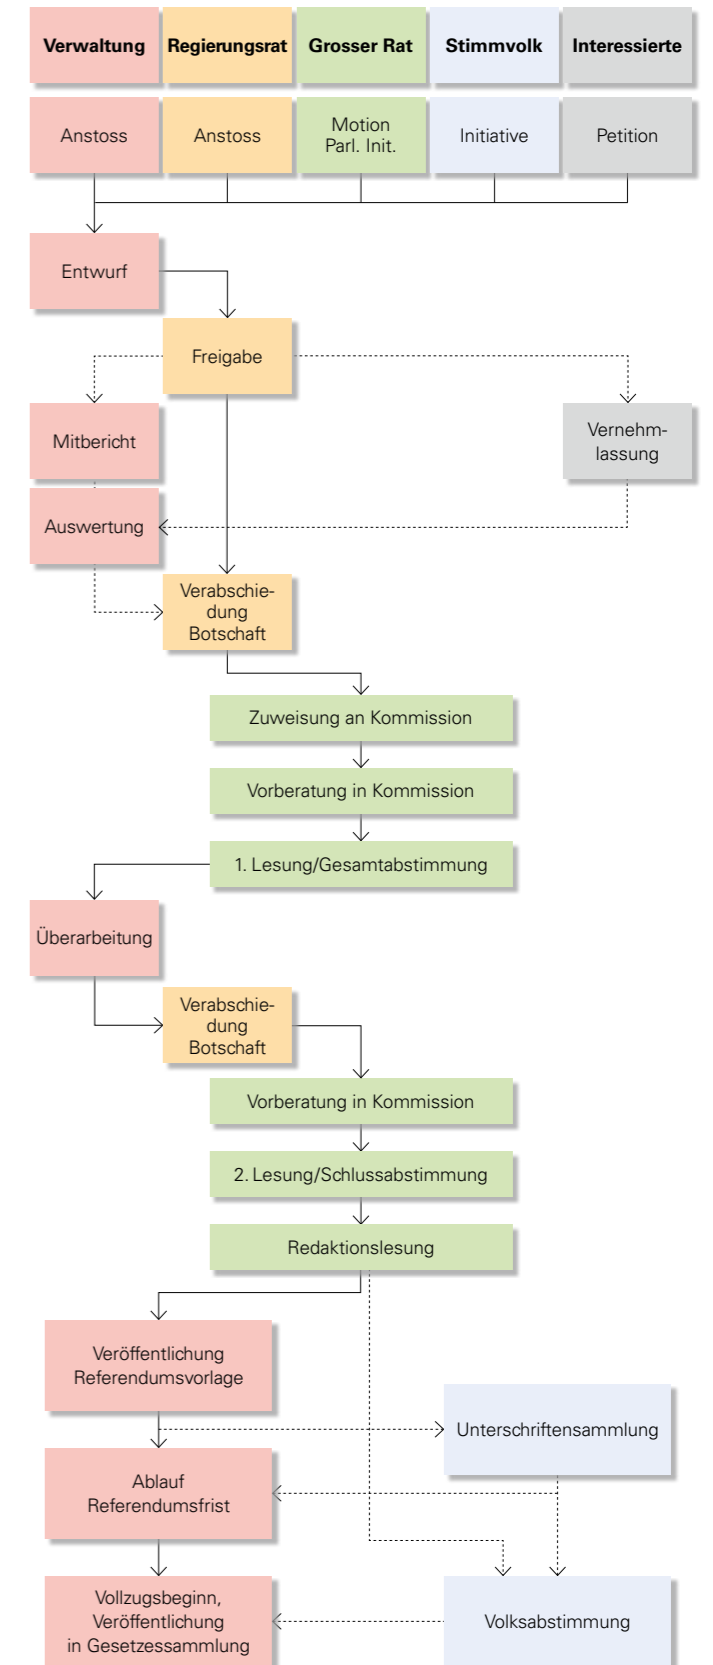 Verwaltung
Regierungsrat
Grosser Rat
Stimmvolk
Interessierte
Anstoss
Anstoss
Motion
Parl. Init.
Initiative
Petition
Entwurf
Freigabe
Mitbericht
Vernehm-
lassung
Auswertung
Verabschie-
dung
Botschaft
Zuweisung an Kommission
Vorberatung in Kommission
1. Lesung/Gesamtabstimmung
Überarbeitung
Verabschie-
dung
Botschaft
Vorberatung in Kommission
2. Lesung/Schlussabstimmung
Redaktionslesung
Veröffentlichung
Referendumsvorlage
Unterschriftensammlung
Ablauf
Referendumsfrist
Vollzugsbeginn,
Veröffentlichung
in Gesetzessammlung
Volksabstimmung